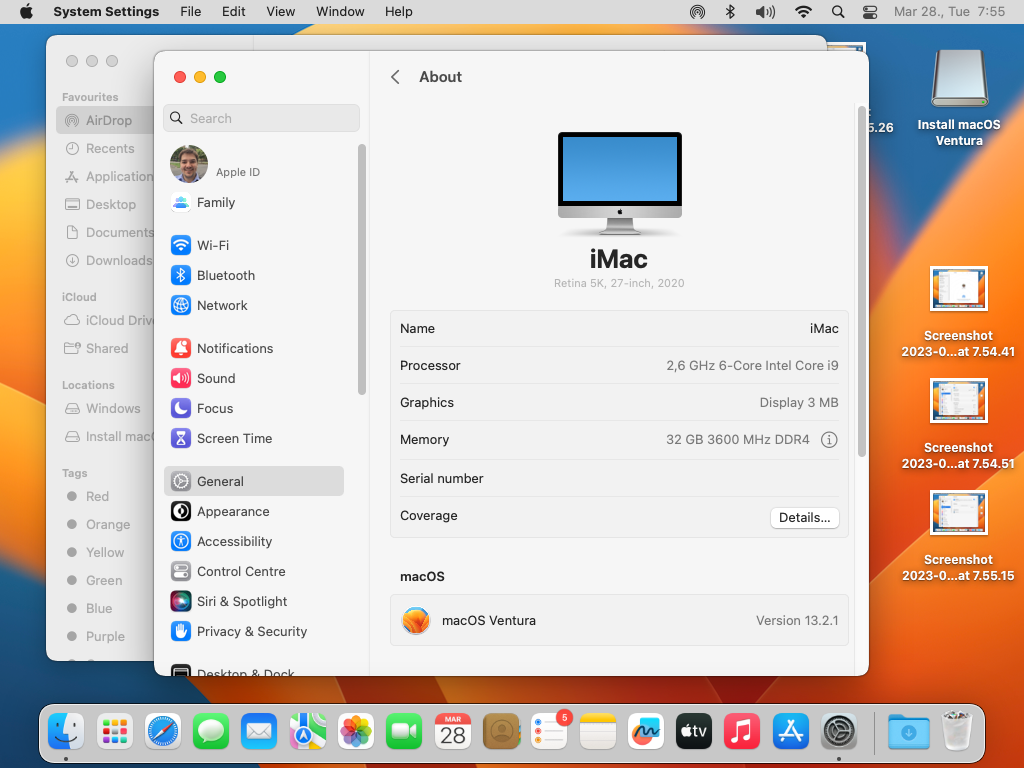 System Settings File Edit View Window Help Mar 28., Tue 7:55
Favourites
AirDrop
Recents
Application
Desktop
Documents
Downloads
iCloud
iCloud Driv
Shared
Locations
Windows
Install macO
Tags
Red
Orange
Yellow
Green
Blue
Purple
Search
Apple ID
Family
Wi-Fi
Bluetooth
Network
Notifications
Sound
Focus
Screen Time
General
Appearance
Accessibility
Control Centre
Siri & Spotlight
Privacy & Security
Desktop & Dock
About
iMac
Retina 5K, 27-inch, 2020
Name iMac
Processor 2,6 GHz 6-Core Intel Core i9
Graphics Display 3 MB
Memory 32 GB 3600 MHz DDR4
Serial number
Coverage Details...
macOS
macOS Ventura Version 13.2.1
5.26
Install macOS
Ventura
Screenshot
2023-0...at 7.54.41
Screenshot
2023-0...at 7.54.51
Screenshot
2023-0...at 7.55.15
MAR
28
5
tv